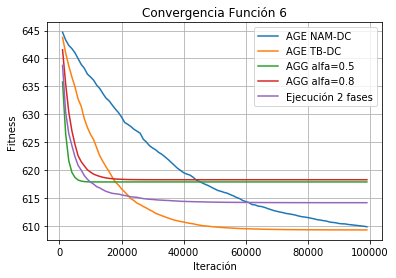 Convergencia Función 6
Fitness
645
640
635
630
625
620
615
610
AGE NAM-DC
AGE TB-DC
AGG alfa=0.5
AGG alfa=0.8
Ejecución 2 fases
0 20000 40000 60000 80000 100000
Iteración